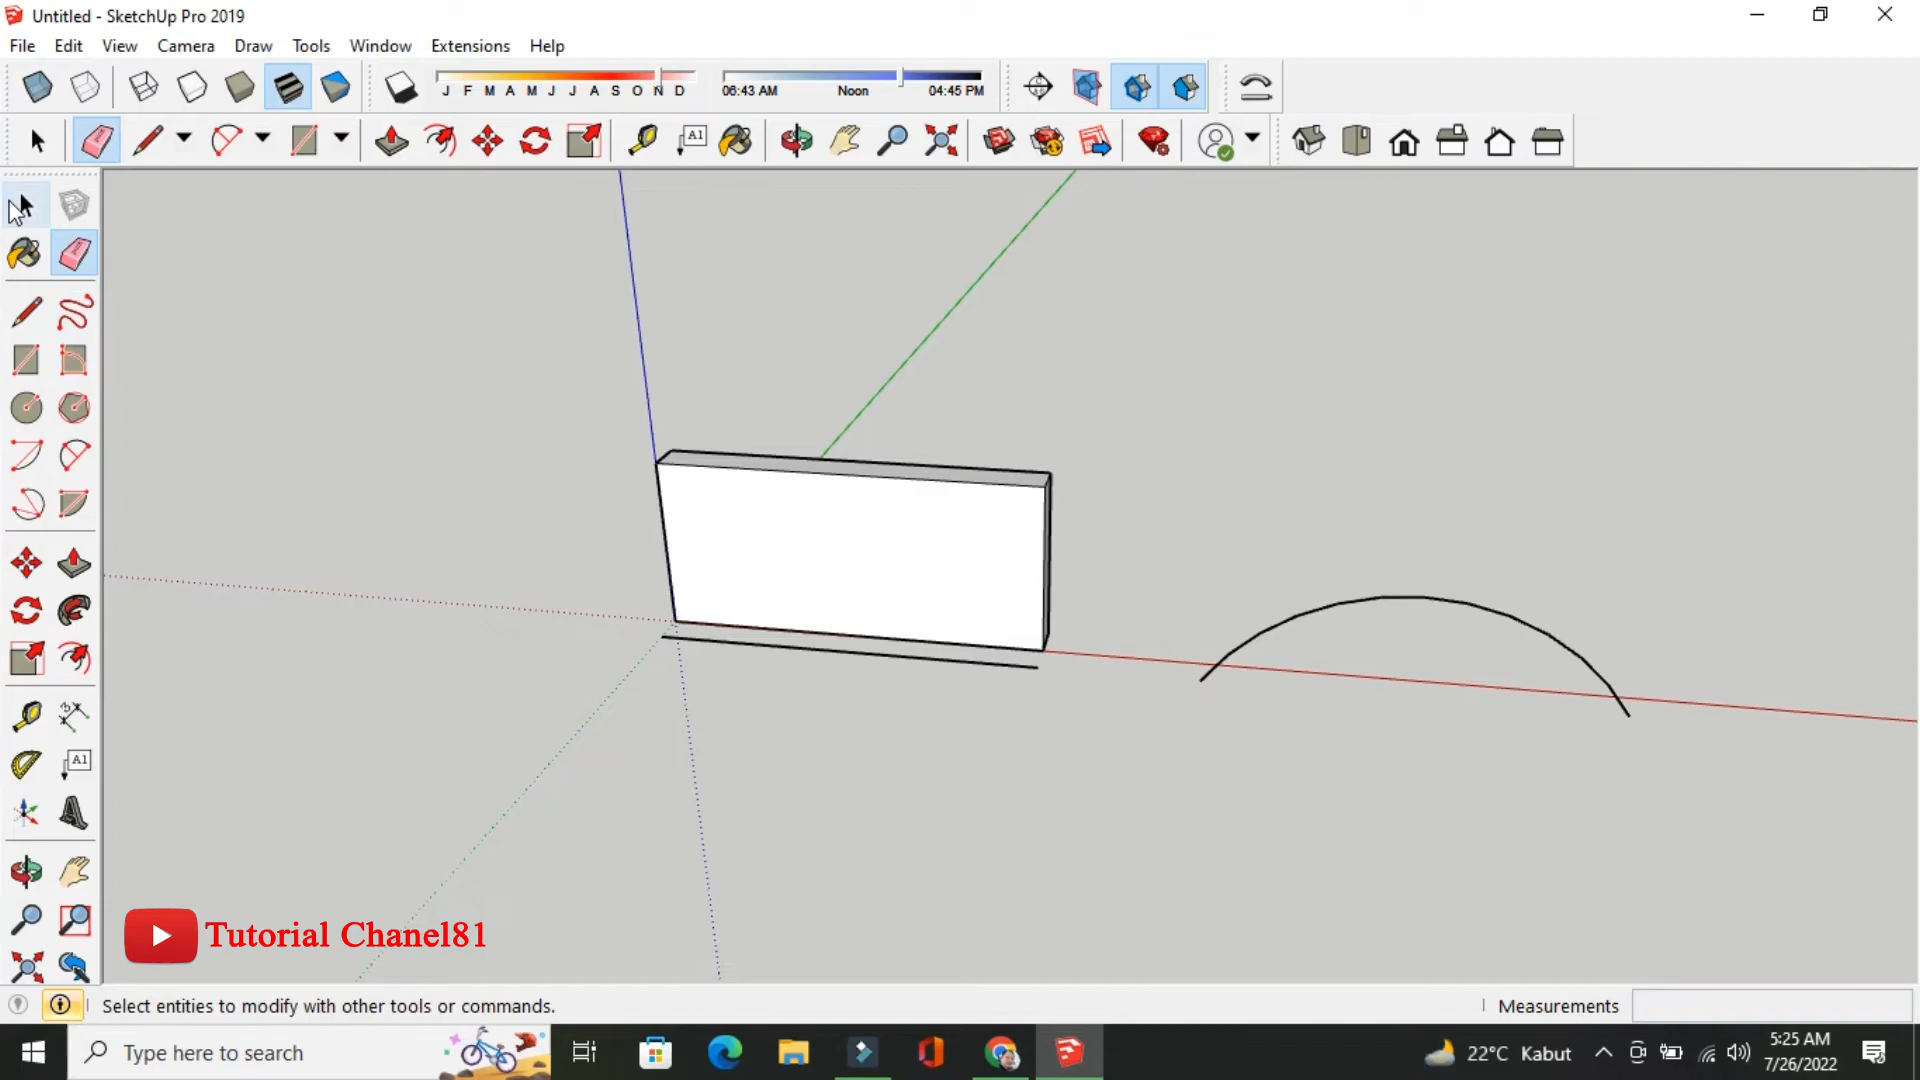 Untitled - SketchUp Pro 2019
File Edit View Camera Draw Tools Window Extensions Help
J F M A M J J A S O N D
06:43 AM Noon 04:45 PM
A1
A1
Tutorial Chanel81
Select entities to modify with other tools or commands.
Measurements
Type here to search
22°C Kabut
5:25 AM
7/26/2022